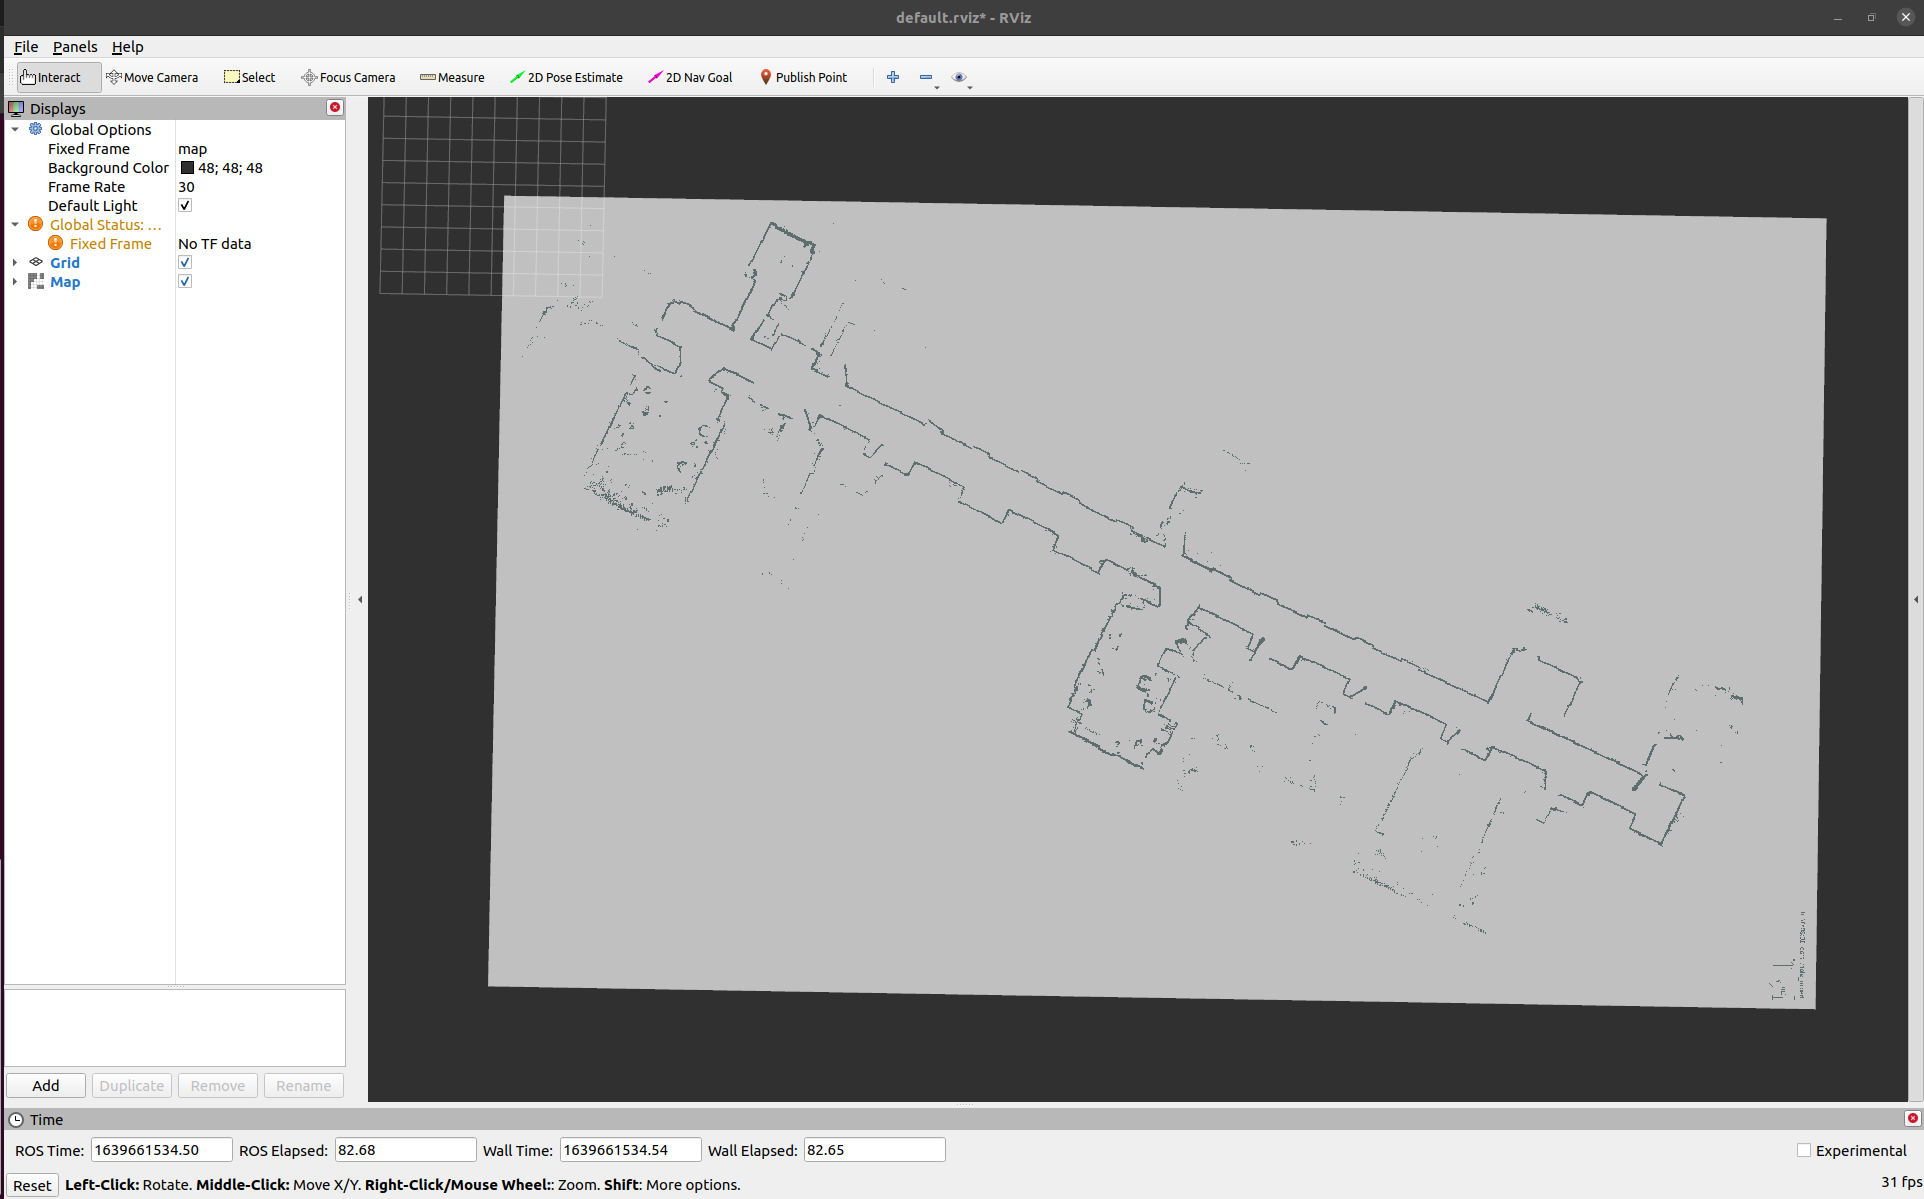 default.rviz* - RViz
File Panels Help
Interact Move Camera Select Focus Camera Measure 2D Pose Estimate 2D Nav Goal Publish Point
Displays
Global Options
Fixed Frame map
Background Color 48; 48; 48
Frame Rate 30
Default Light
Global Status: ...
Fixed Frame No TF data
Grid
Map
Add Duplicate Remove Rename
Time
ROS Time: 1639661534.50 ROS Elapsed: 82.68 Wall Time: 1639661534.54 Wall Elapsed: 82.65 Experimental
Reset Left-Click: Rotate. Middle-Click: Move X/Y. Right-Click/Mouse Wheel:: Zoom. Shift: More options. 31 fps